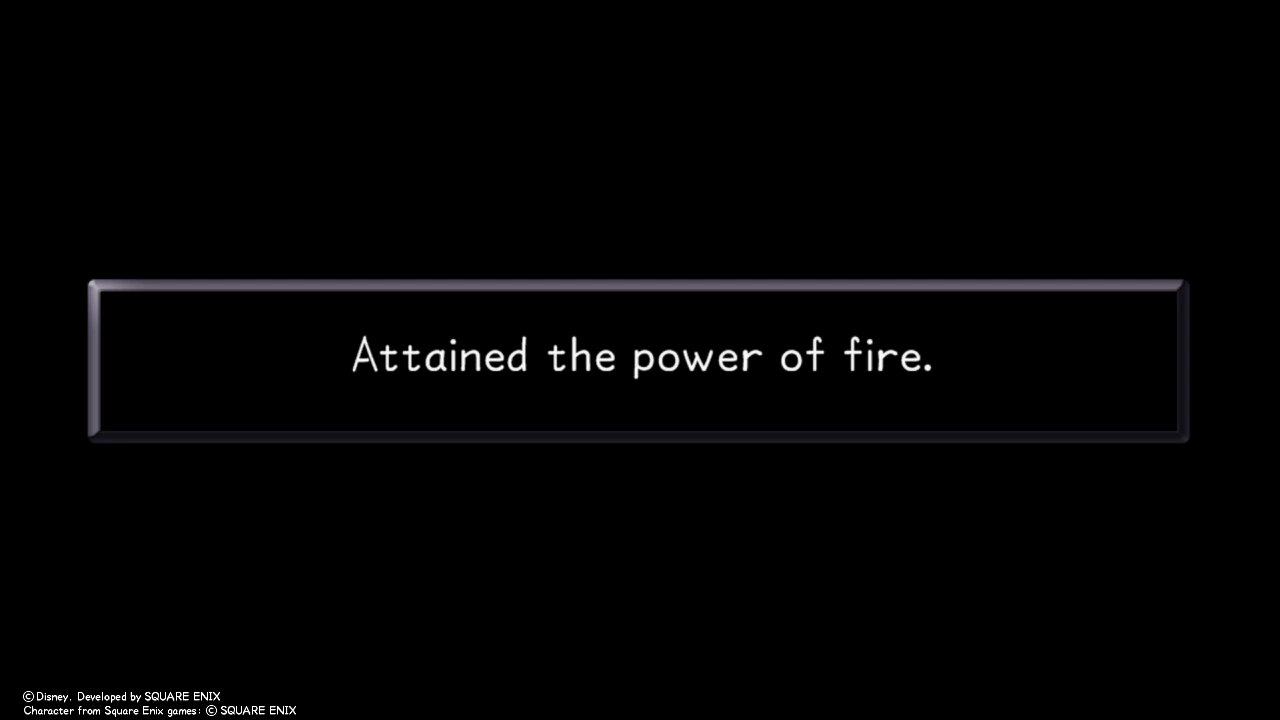 Attained the power of fire.
©Disney. Developed by SQUARE ENIX
Character from Square Enix games: © SQUARE ENIX